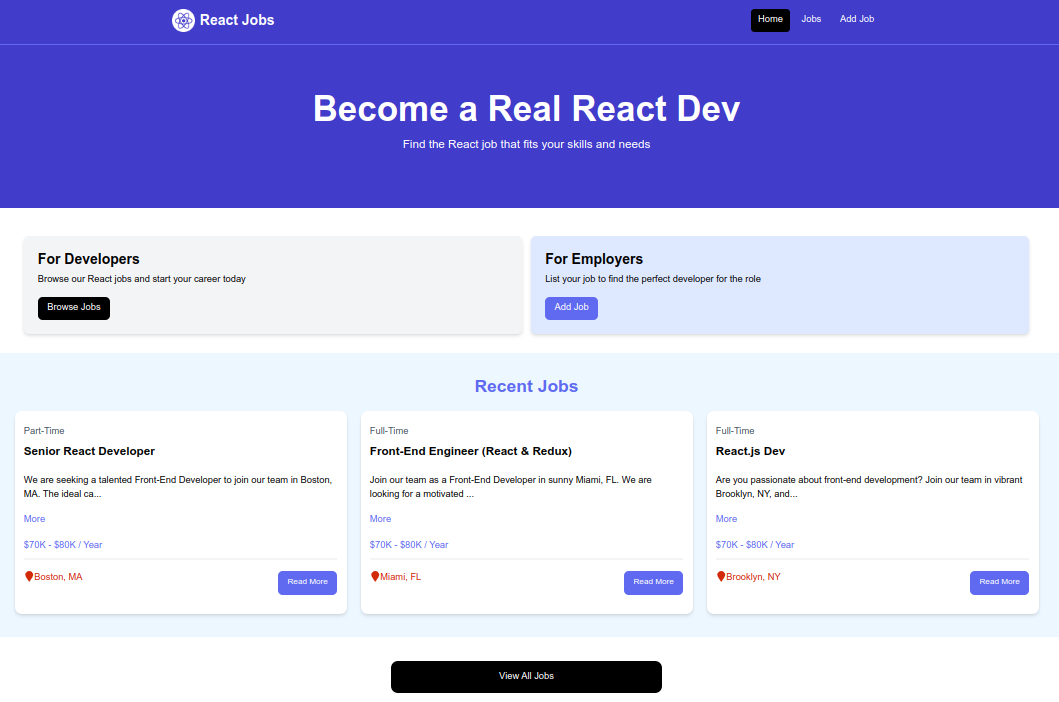 React Jobs
Home
Jobs
Add Job
Become a Real React Dev
Find the React job that fits your skills and needs
For Developers
Browse our React jobs and start your career today
Browse Jobs
For Employers
List your job to find the perfect developer for the role
Add Job
Recent Jobs
Part-Time
Senior React Developer
We are seeking a talented Front-End Developer to join our team in Boston,
MA. The ideal ca...
More
$70K - $80K / Year
Boston, MA
Read More
Full-Time
Front-End Engineer (React & Redux)
Join our team as a Front-End Developer in sunny Miami, FL. We are
looking for a motivated ...
More
$70K - $80K / Year
Miami, FL
Read More
Full-Time
React.js Dev
Are you passionate about front-end development? Join our team in vibrant
Brooklyn, NY, and...
More
$70K - $80K / Year
Brooklyn, NY
Read More
View All Jobs